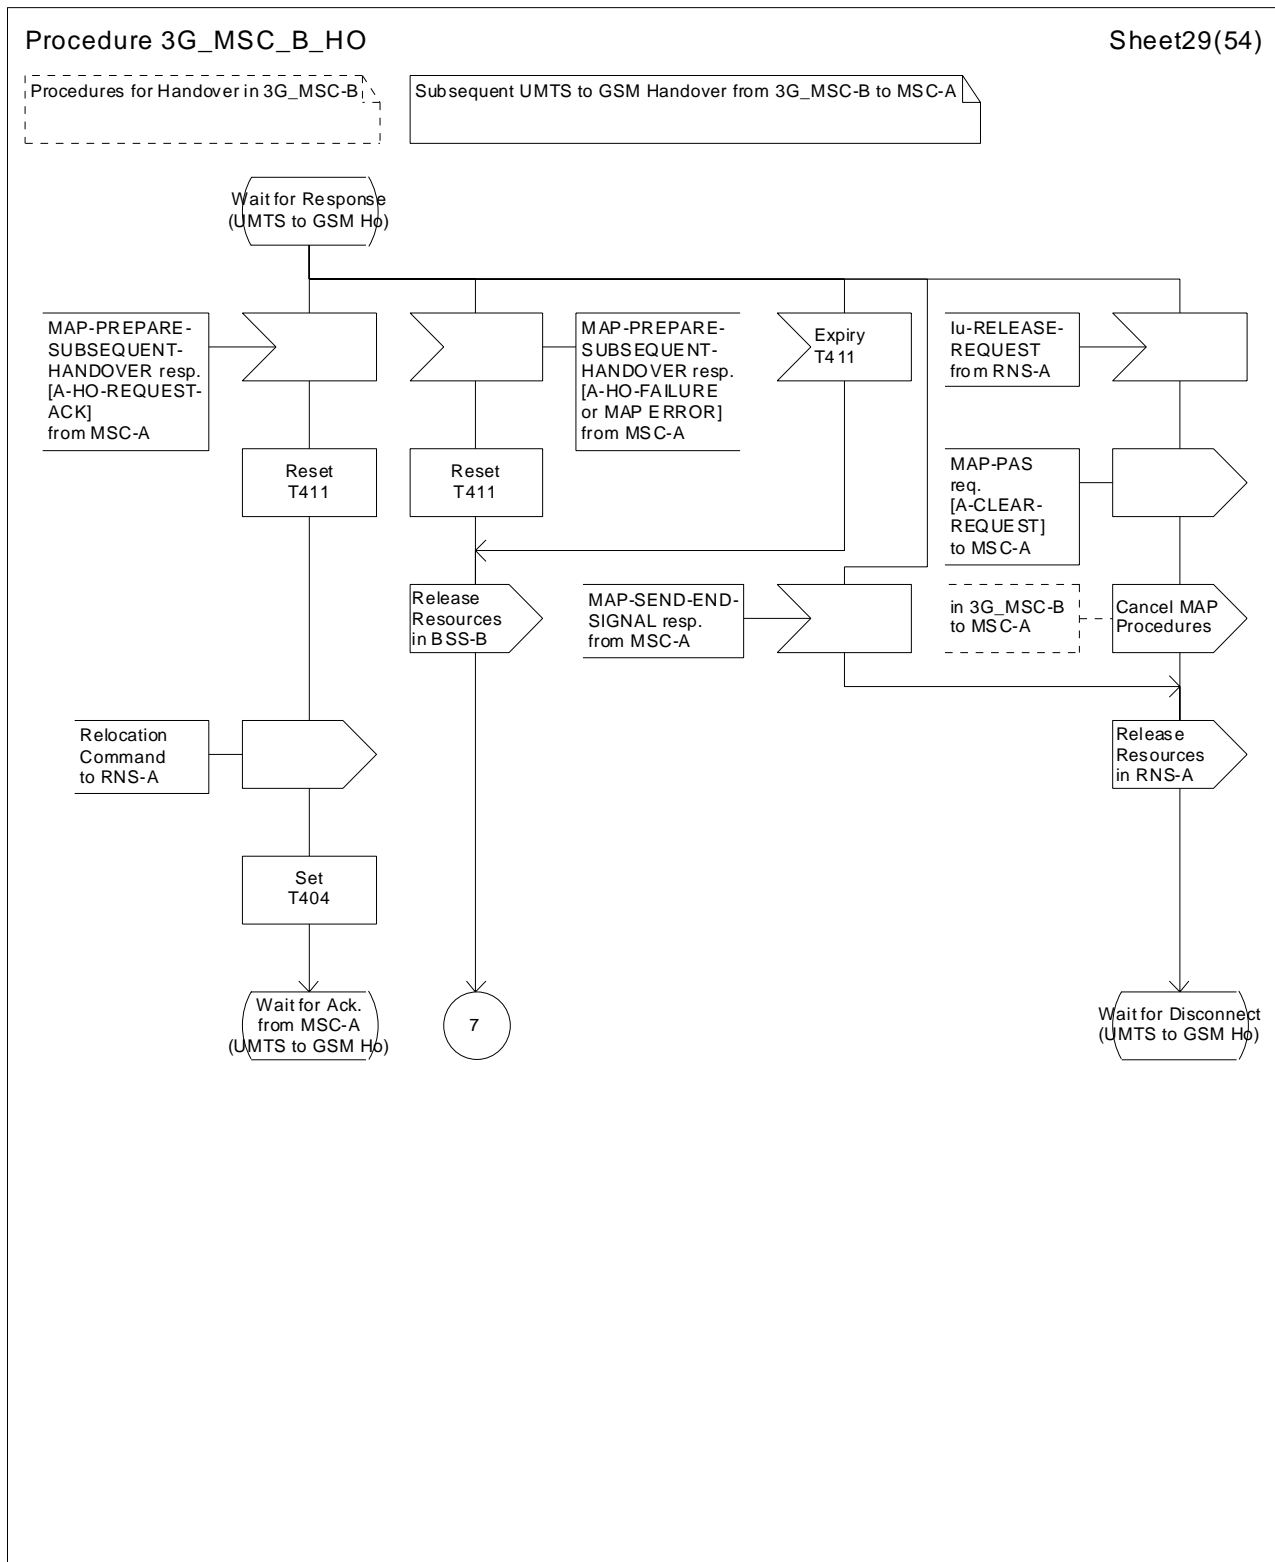 Procedure 3G_MSC_B_HO
Sheet29(54)
Procedures for Handover in 3G_MSC-B
Subsequent UMTS to GSM Handover from 3G_MSC-B to MSC-A
Wait for Response
(UMTS to GSM Ho)
MAP-PREPARE-
SUBSEQUENT-
HANDOVER resp.
[A-HO-REQUEST-
ACK]
from MSC-A
MAP-PREPARE-
SUBSEQUENT-
HANDOVER resp.
[A-HO-FAILURE
or MAP ERROR]
from MSC-A
Expiry
T411
Iu-RELEASE-
REQUEST
from RNS-A
Reset
T411
Reset
T411
MAP-PAS
req.
[A-CLEAR-
REQUEST]
to MSC-A
Release
Resources
in BSS-B
MAP-SEND-END-
SIGNAL resp.
from MSC-A
in 3G_MSC-B
to MSC-A
Cancel MAP
Procedures
Relocation
Command
to RNS-A
Release
Resources
in RNS-A
Set
T404
Wait for Ack.
from MSC-A
(UMTS to GSM Ho)
7
Wait for Disconnect
(UMTS to GSM Ho)